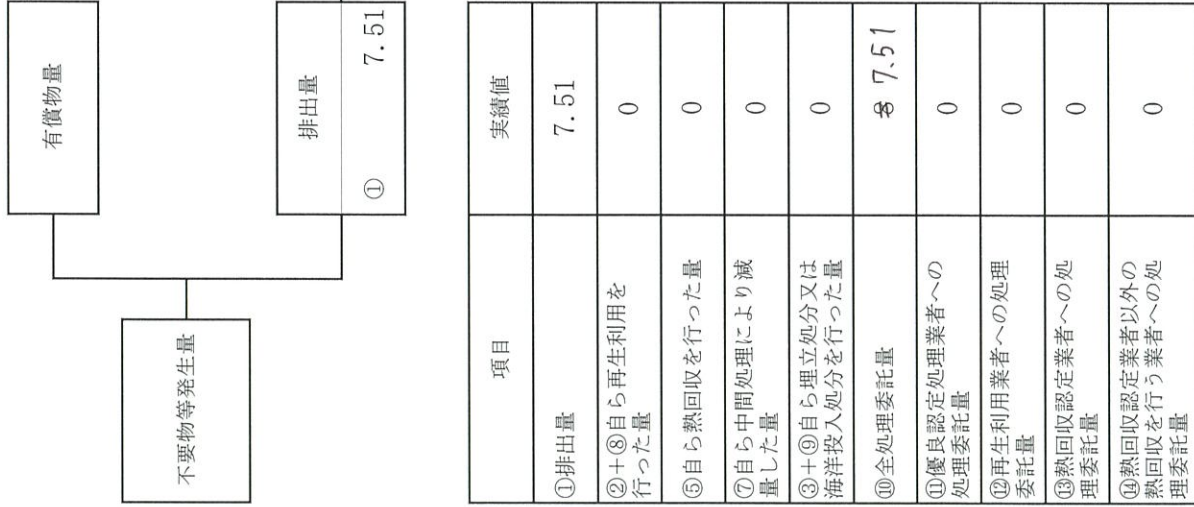 有償物量
不要物等発生量
排出量
① 7.51
項目 実績値
①排出量 7.51
②+⑧自ら再生利用を
行った量 0
⑤自ら熱回収を行った量 0
⑦自ら中間処理により減
量した量 0
③+⑨自ら埋立処分又は
海洋投入処分を行った量 0
⑩全処理委託量 7.51
⑪優良認定処理業者への
処理委託量 0
⑫再生利用業者への処理
委託量 0
⑬熱回収認定業者への処
理委託量 0
⑭熱回収認定業者以外の
熱回収を行う業者への処
理委託量 0